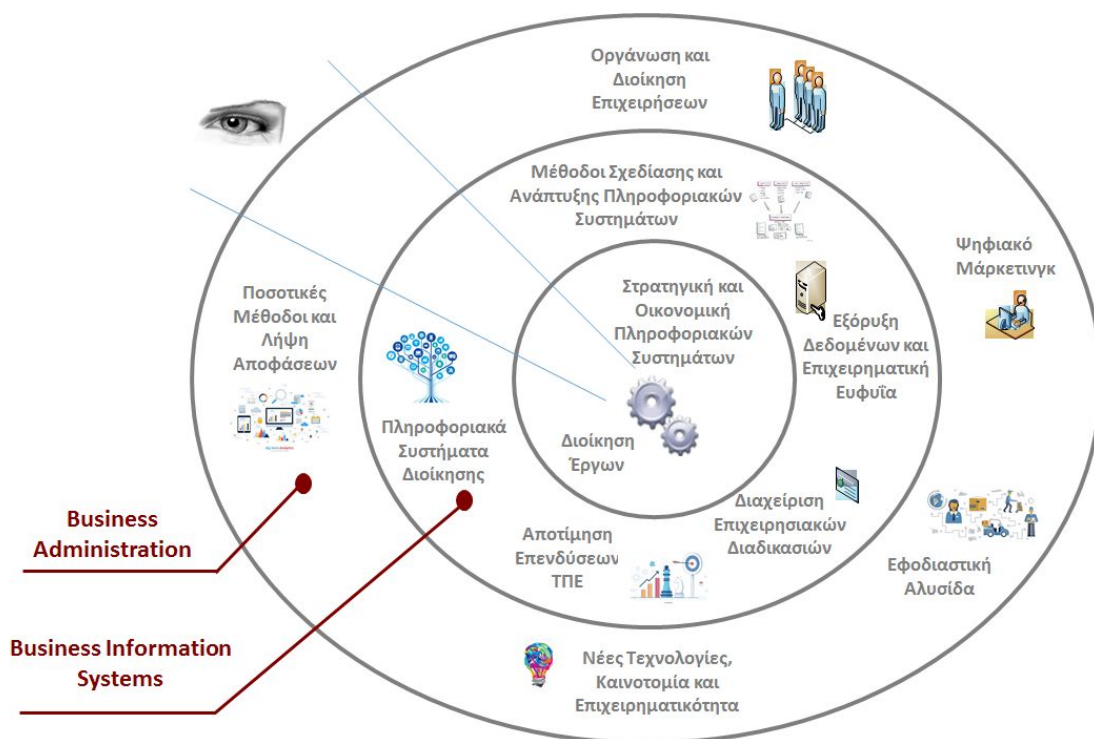 Οργάνωση και
Διοίκηση
Επιχειρήσεων
Μέθοδοι Σχεδίασης και
Ανάπτυξης Πληροφοριακών
Συστημάτων
Ψηφιακό
Μάρκετινγκ
Στρατηγική και
Οικονομική
Πληροφοριακών
Συστημάτων
Ποσοτικές
Μέθοδοι και
Λήψη
Αποφάσεων
Εξόρυξη
Δεδομένων και
Επιχειρηματική
Ευφυΐα
Πληροφοριακά
Συστήματα
Διοίκησης
Διοίκηση
Έργων
Διαχείριση
Επιχειρησιακών
Διαδικασιών
Αποτίμηση
Επενδύσεων
ΤΠΕ
Εφοδιαστική
Αλυσίδα
Business
Administration
Business Information
Systems
Νέες Τεχνολογίες,
Καινοτομία και
Επιχειρηματικότητα